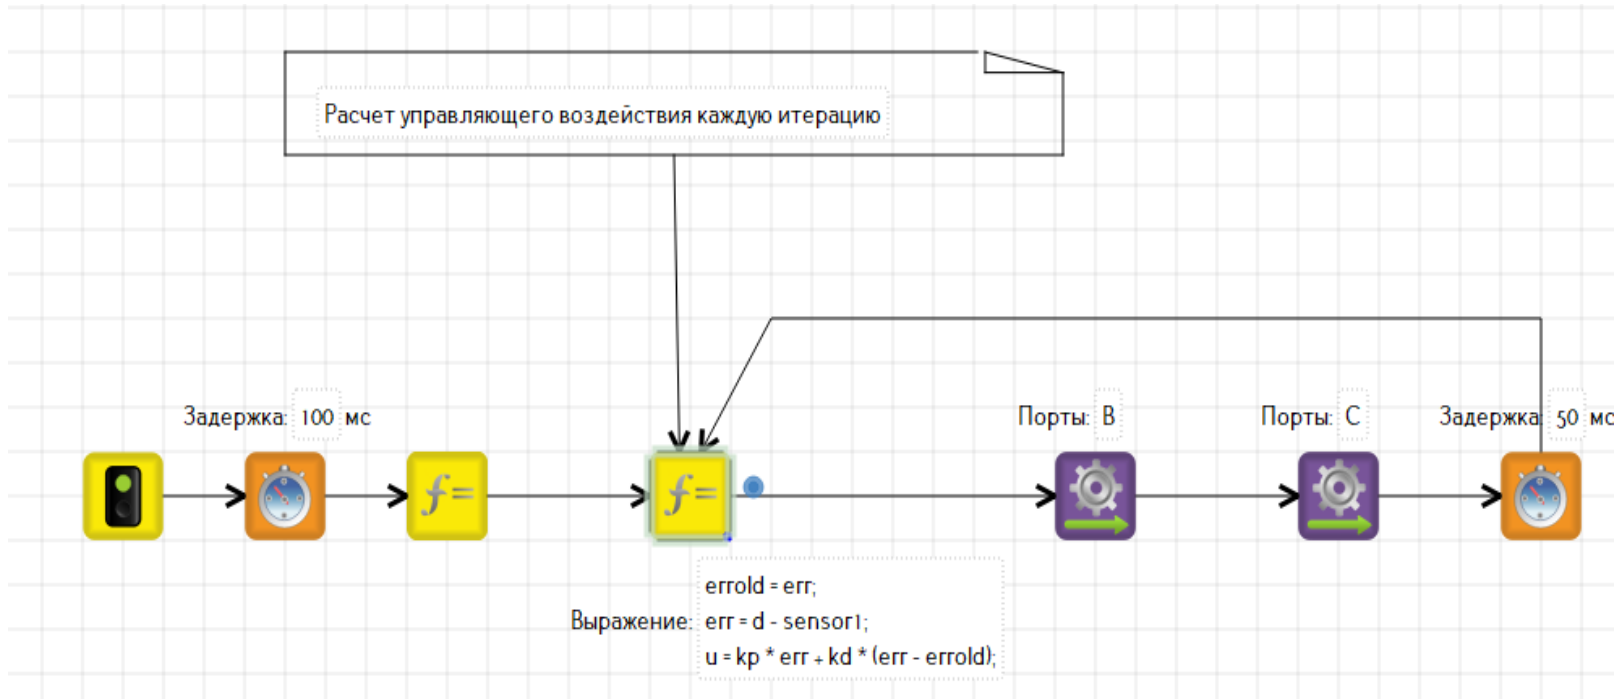 Расчет управляющего воздействия каждую итерацию
Задержка: 100 мс
Порты: B
Порты: C
Задержка: 50 мс
f=
f=
Выражение:
errold = err;
err = d - sensor1;
u = kp * err + kd * (err - errold);